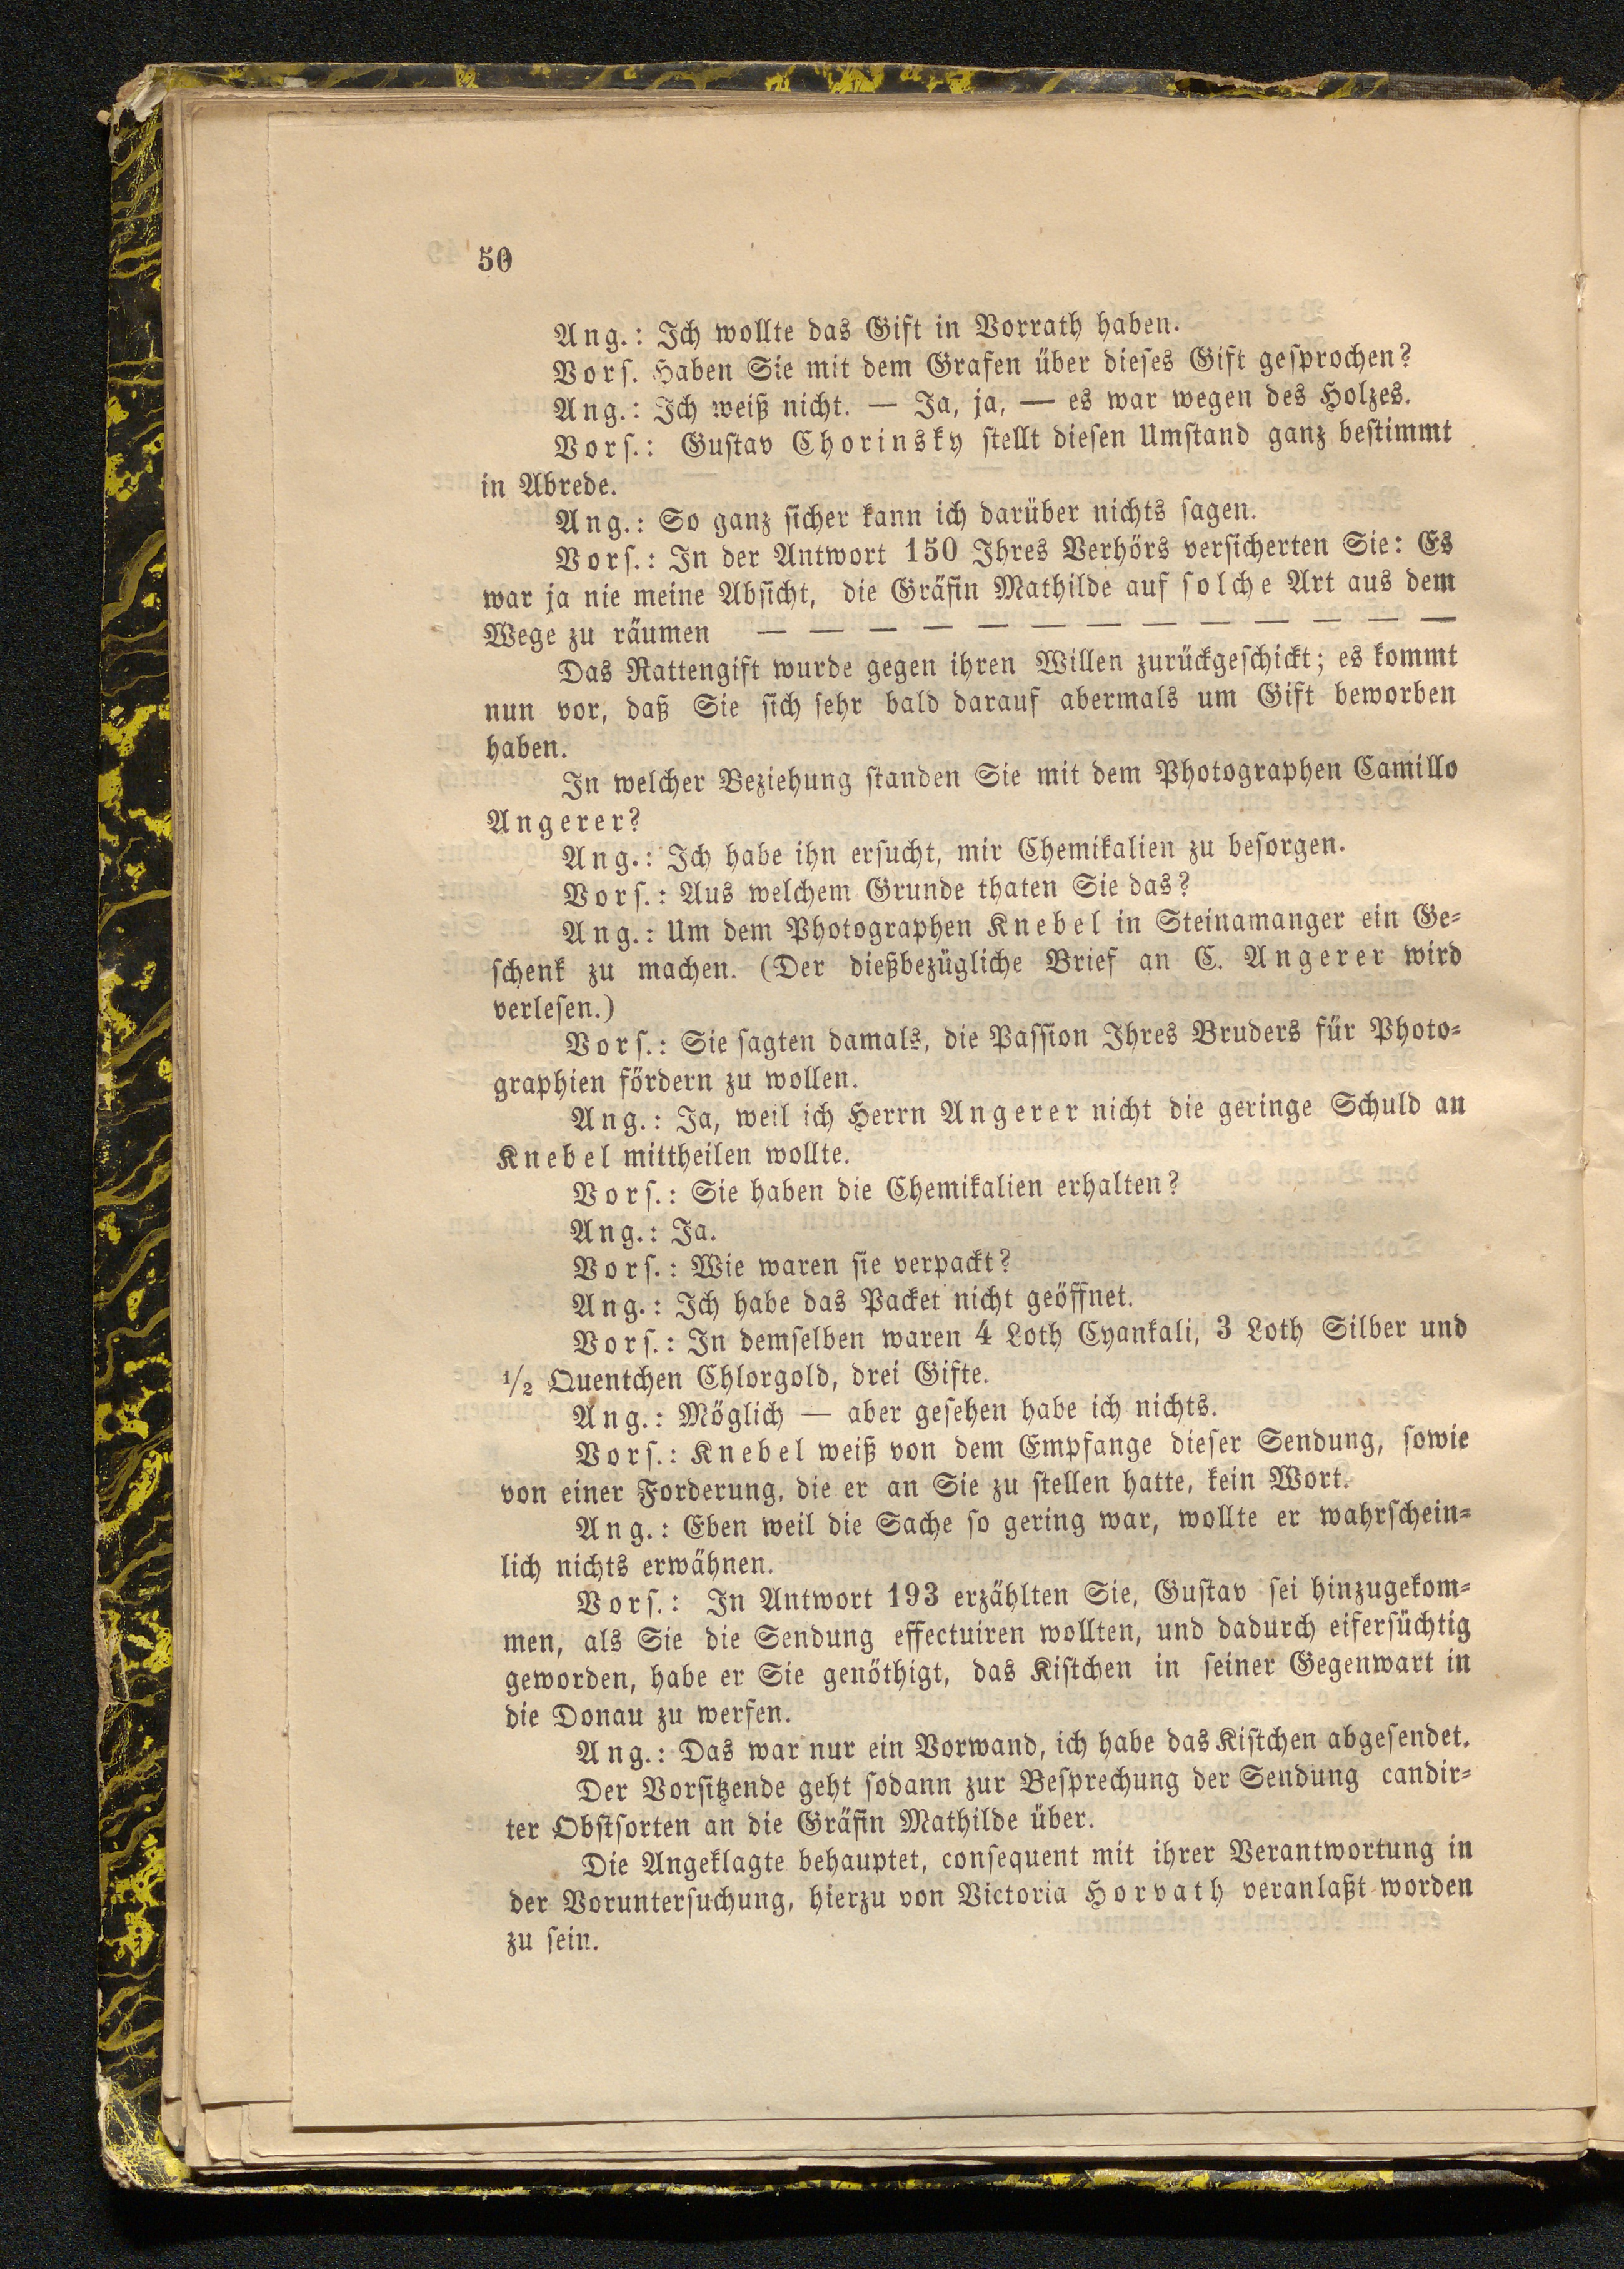 50
Ang.: Ich wollte das Gift in Vorrath haben.
Vors. Haben Sie mit dem Grafen über dieses Gift gesprochen?
Ang.: Ich weiß nicht. — Ja, ja, — es war wegen des Holzes.
Vors.: Gustav Chorinsky stellt diesen Umstand ganz bestimmt
in Abrede.
Ang.: So ganz sicher kann ich darüber nichts sagen.
Vors.: In der Antwort 150 Ihres Verhörs versicherten Sie: Es
war ja nie meine Absicht, die Gräfin Mathilde auf solche Art aus dem
Wege zu räumen — — — — — — — — — — — — —
Das Rattengift wurde gegen ihren Willen zurückgeschickt; es kommt
nun vor, daß Sie sich sehr bald darauf abermals um Gift beworben
haben.
In welcher Beziehung standen Sie mit dem Photographen Camillo
Angerer?
Ang.: Ich habe ihn ersucht, mir Chemikalien zu besorgen.
Vors.: Aus welchem Grunde thaten Sie das?
Ang.: Um dem Photographen Knebel in Steinamanger ein Ge-
schenk zu machen. (Der dießbezügliche Brief an C. Angerer wird
verlesen.)
Vors.: Sie sagten damals, die Passion Ihres Bruders für Photo-
graphien fördern zu wollen.
Ang.: Ja, weil ich Herrn Angerer nicht die geringe Schuld an
Knebel mittheilen wollte.
Vors.: Sie haben die Chemikalien erhalten?
Ang.: Ja.
Vors.: Wie waren sie verpackt?
Ang.: Ich habe das Packet nicht geöffnet.
Vors.: In demselben waren 4 Loth Cyankali, 3 Loth Silber und
1/2 Quentchen Chlorgold, drei Gifte.
Ang.: Möglich — aber gesehen habe ich nichts.
Vors.: Knebel weiß von dem Empfange dieser Sendung, sowie
von einer Forderung, die er an Sie zu stellen hatte, kein Wort.
Ang.: Eben weil die Sache so gering war, wollte er wahrschein-
lich nichts erwähnen.
Vors.: In Antwort 193 erzählten Sie, Gustav sei hinzugekom-
men, als Sie die Sendung effectuiren wollten, und dadurch eifersüchtig
geworden, habe er Sie genöthigt, das Kistchen in seiner Gegenwart in
die Donau zu werfen.
Ang.: Das war nur ein Vorwand, ich habe das Kistchen abgesendet.
Der Vorsitzende geht sodann zur Besprechung der Sendung candir-
ter Obstsorten an die Gräfin Mathilde über.
Die Angeklagte behauptet, consequent mit ihrer Verantwortung in
der Voruntersuchung, hierzu von Victoria Horvath veranlaßt worden
zu sein.